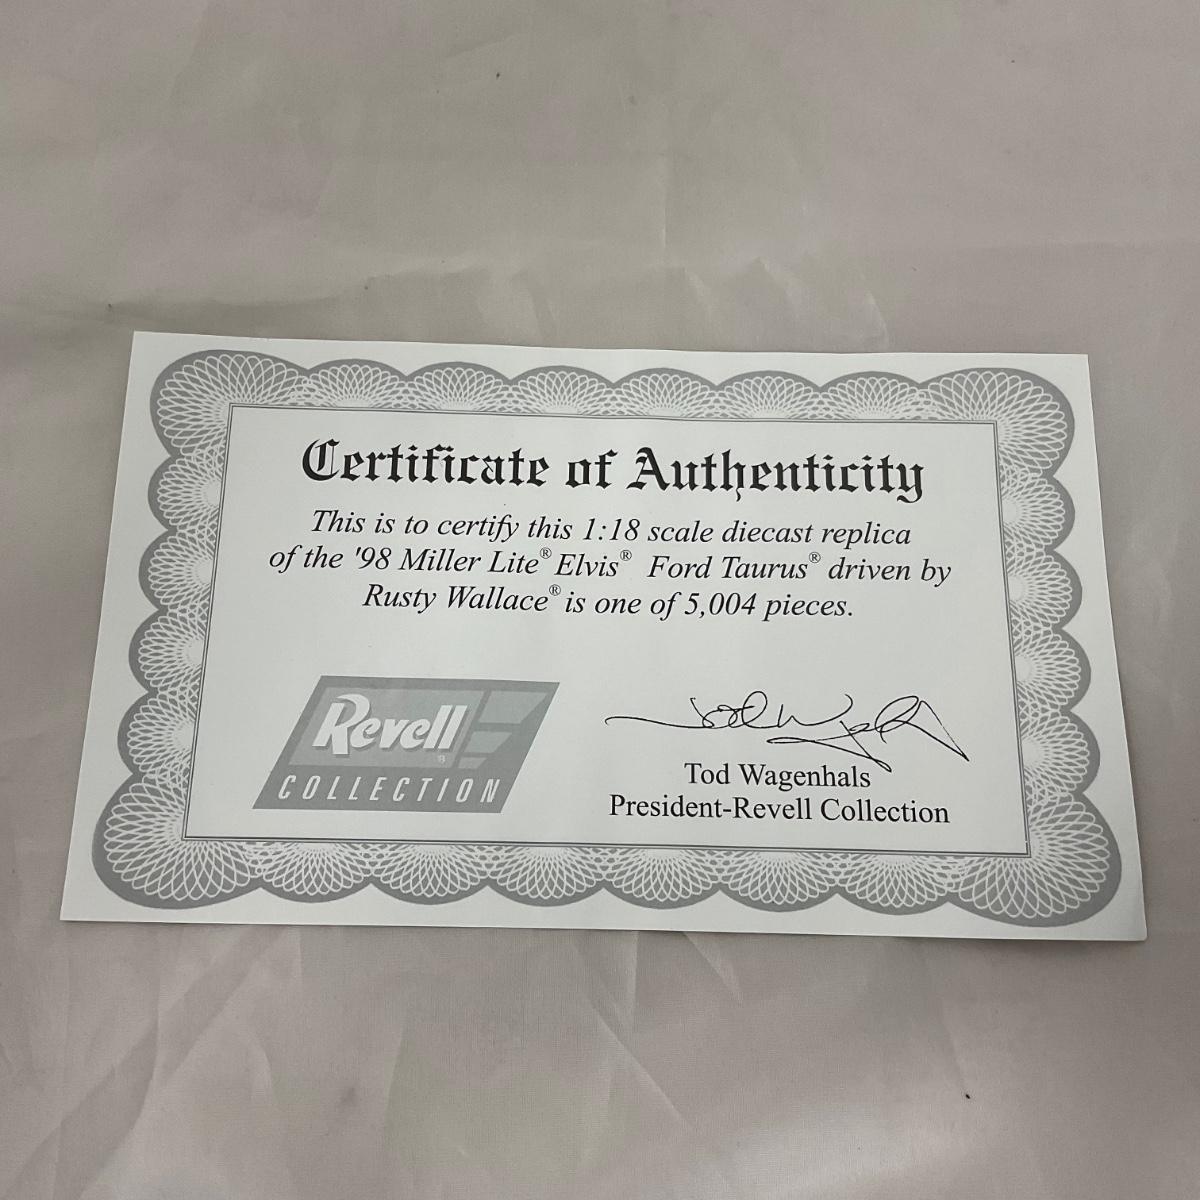 Certificate of Authenticity
This is to certify this 1:18 scale diecast replica
of the '98 Miller Lite® Elvis® Ford Taurus® driven by
Rusty Wallace® is one of 5,004 pieces.
Revell®
COLLECTION
Tod Wagenhals
President-Revell Collection